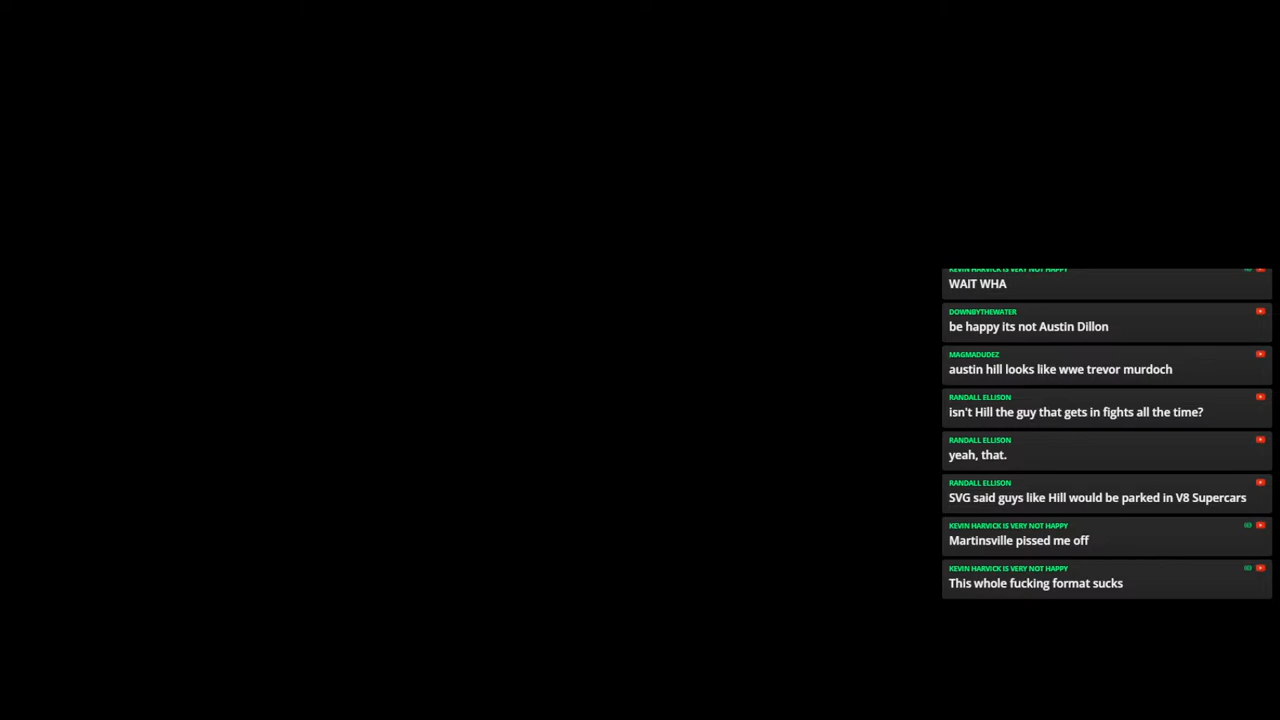 KEVIN HARVICK IS VERY NOT HAPPY
WAIT WHA
DOWNBYTHEWATER
be happy its not Austin Dillon
MAGMADUDEZ
austin hill looks like wwe trevor murdoch
RANDALL ELLISON
isn't Hill the guy that gets in fights all the time?
RANDALL ELLISON
yeah, that.
RANDALL ELLISON
SVG said guys like Hill would be parked in V8 Supercars
KEVIN HARVICK IS VERY NOT HAPPY
Martinsville pissed me off
KEVIN HARVICK IS VERY NOT HAPPY
This whole fucking format sucks